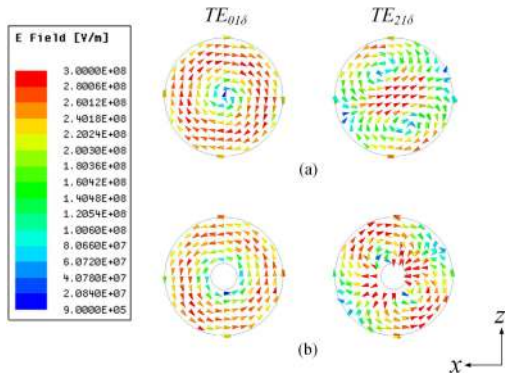 TE01δ TE21δ
E Field [V/m]
3.0000E+08
2.8006E+08
2.6012E+08
2.4018E+08
2.2024E+08
2.0030E+08
1.8036E+08
1.6042E+08
1.4048E+08
1.2054E+08
1.0060E+08
8.0660E+07
6.0720E+07
4.0780E+07
2.0840E+07
9.0000E+05
(a)
(b)
z
x